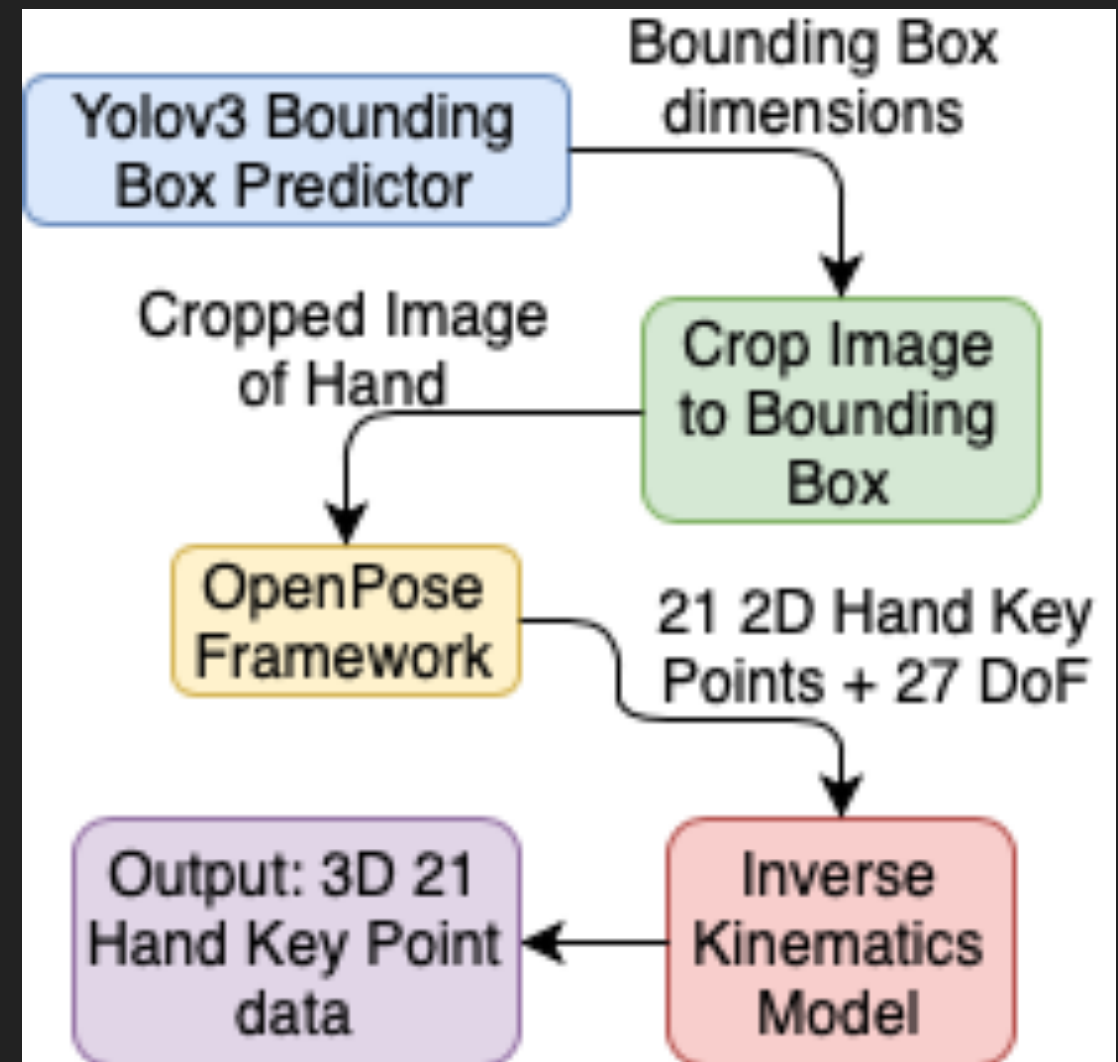 Yolov3 Bounding
Box Predictor
Bounding Box
dimensions
Crop Image
to Bounding
Box
Cropped Image
of Hand
OpenPose
Framework
21 2D Hand Key
Points + 27 DoF
Inverse
Kinematics
Model
Output: 3D 21
Hand Key Point
data